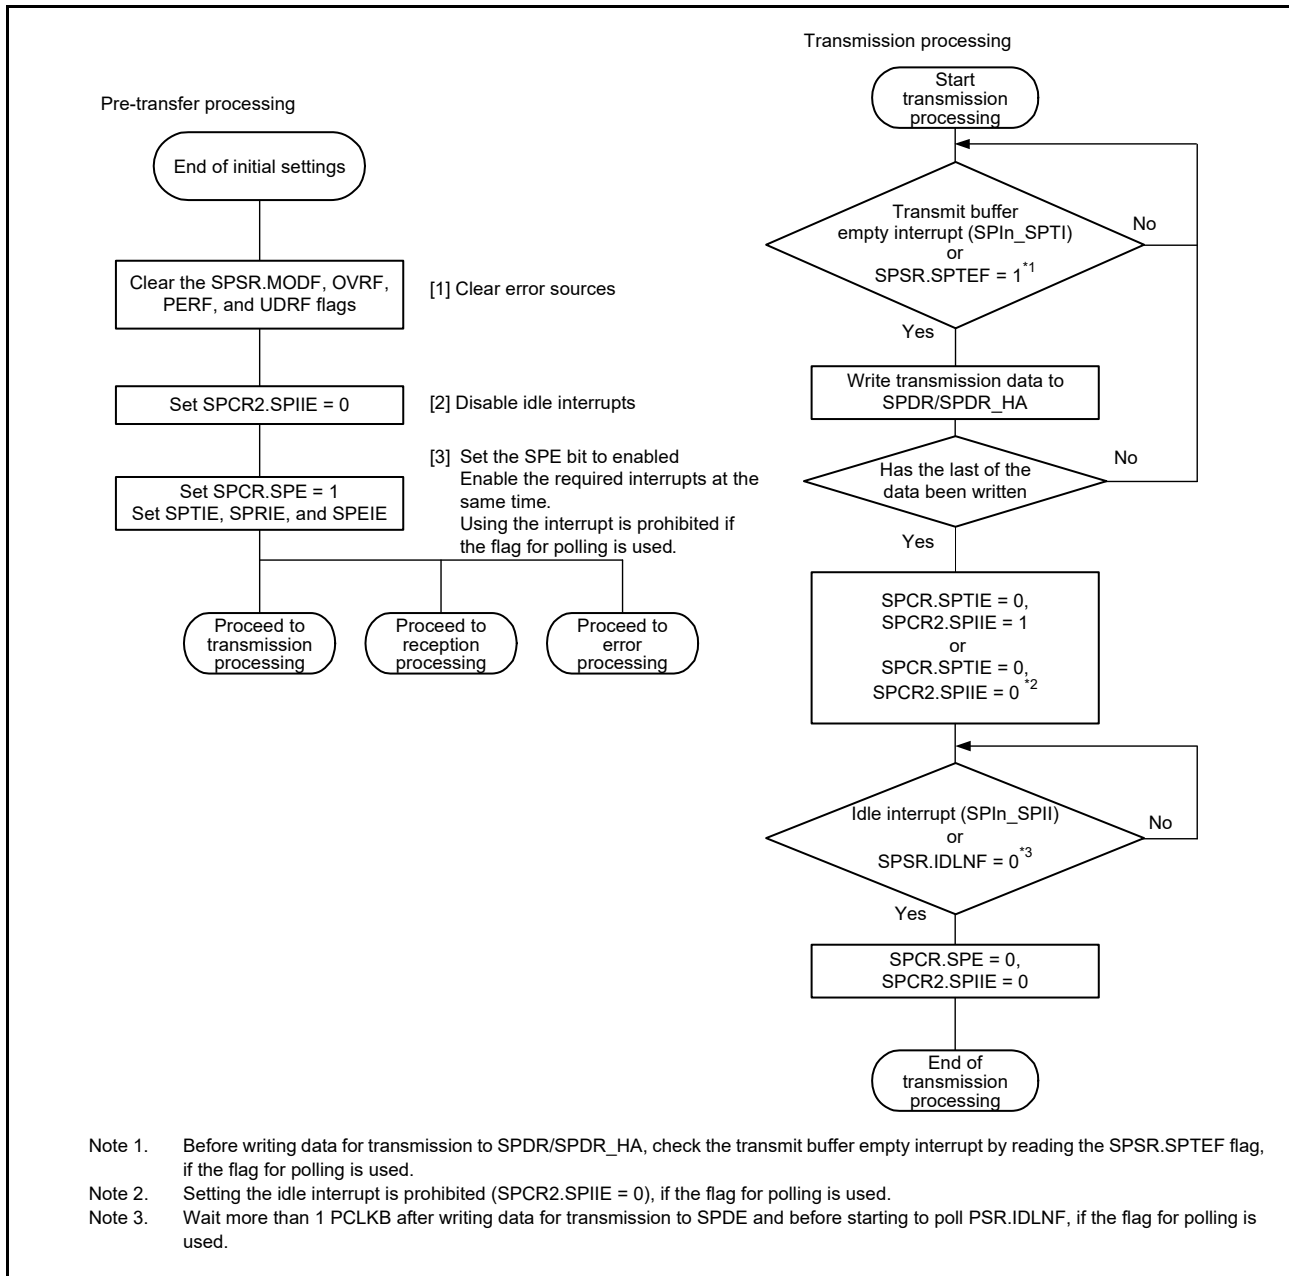 Pre-transfer processing
End of initial settings
Clear the SPSR.MODF, OVRF,
PERF, and UDRF flags
[1] Clear error sources
Set SPCR2.SPIIE = 0
[2] Disable idle interrupts
Set SPCR.SPE = 1
Set SPTIE, SPRIE, and SPEIE
[3] Set the SPE bit to enabled
Enable the required interrupts at the
same time.
Using the interrupt is prohibited if
the flag for polling is used.
Proceed to
transmission
processing
Proceed to
reception
processing
Proceed to
error
processing
Transmission processing
Start
transmission
processing
Transmit buffer
empty interrupt (SPIn_SPTI)
or
SPSR.SPTEF = 1*1
No
Yes
Write transmission data to
SPDR/SPDR_HA
Has the last of the
data been written
No
Yes
SPCR.SPTIE = 0,
SPCR2.SPIIE = 1
or
SPCR.SPTIE = 0,
SPCR2.SPIIE = 0 *2
Idle interrupt (SPIn_SPII)
or
SPSR.IDLNF = 0*3
No
Yes
SPCR.SPE = 0,
SPCR2.SPIIE = 0
End of
transmission
processing
Note 1. Before writing data for transmission to SPDR/SPDR_HA, check the transmit buffer empty interrupt by reading the SPSR.SPTEF flag,
if the flag for polling is used.
Note 2. Setting the idle interrupt is prohibited (SPCR2.SPIIE = 0), if the flag for polling is used.
Note 3. Wait more than 1 PCLKB after writing data for transmission to SPDE and before starting to poll PSR.IDLNF, if the flag for polling is
used.